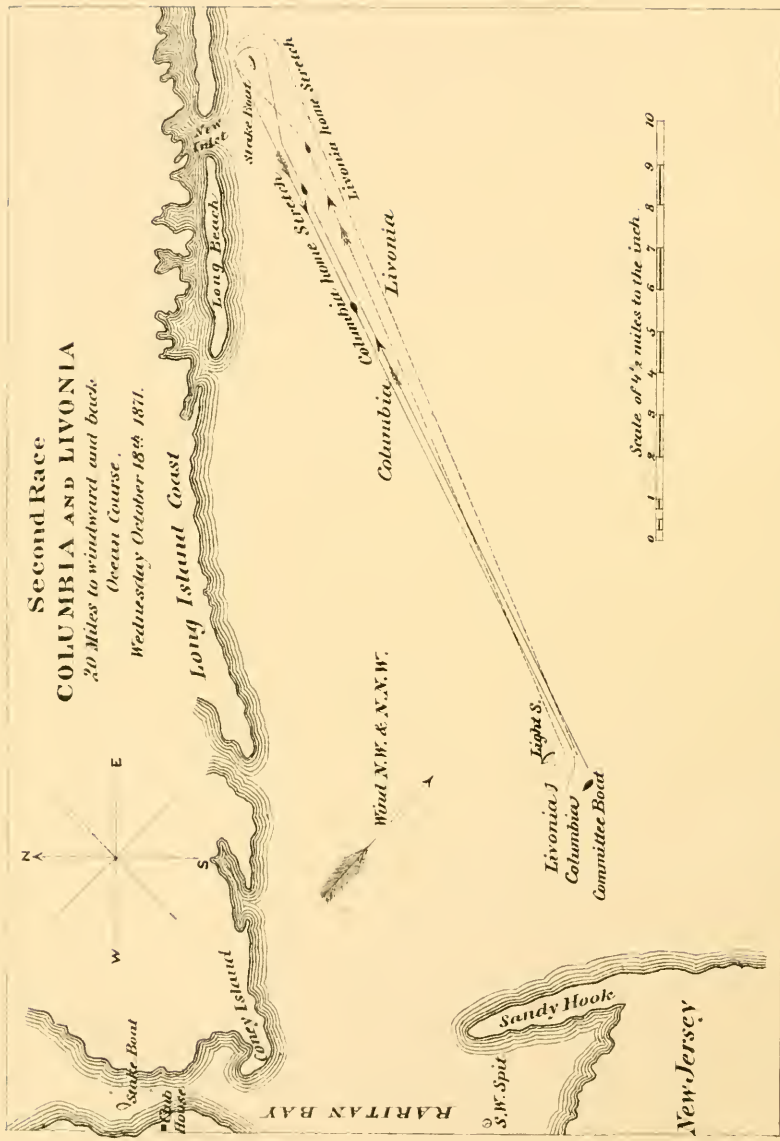 Second Race
COLUMBIA AND LIVONIA
20 Miles to windward and back
Ocean Course.
Wednesday October 18th 1871.
N
E
S
W
Long Island Coast
Long Beach
New
Inlet
Stake Boat
Columbia home Stretch
Livonia home Stretch
Columbia
Livonia
Wind N.W. & N.N.W.
Light S.
Livonia
Columbia
Committee Boat
Stake Boat
Club
House
Coney Island
RARITAN BAY
S.W. Spit
Sandy Hook
New Jersey
Scale of 4½ miles to the inch.
0 1 2 3 4 5 6 7 8 9 10